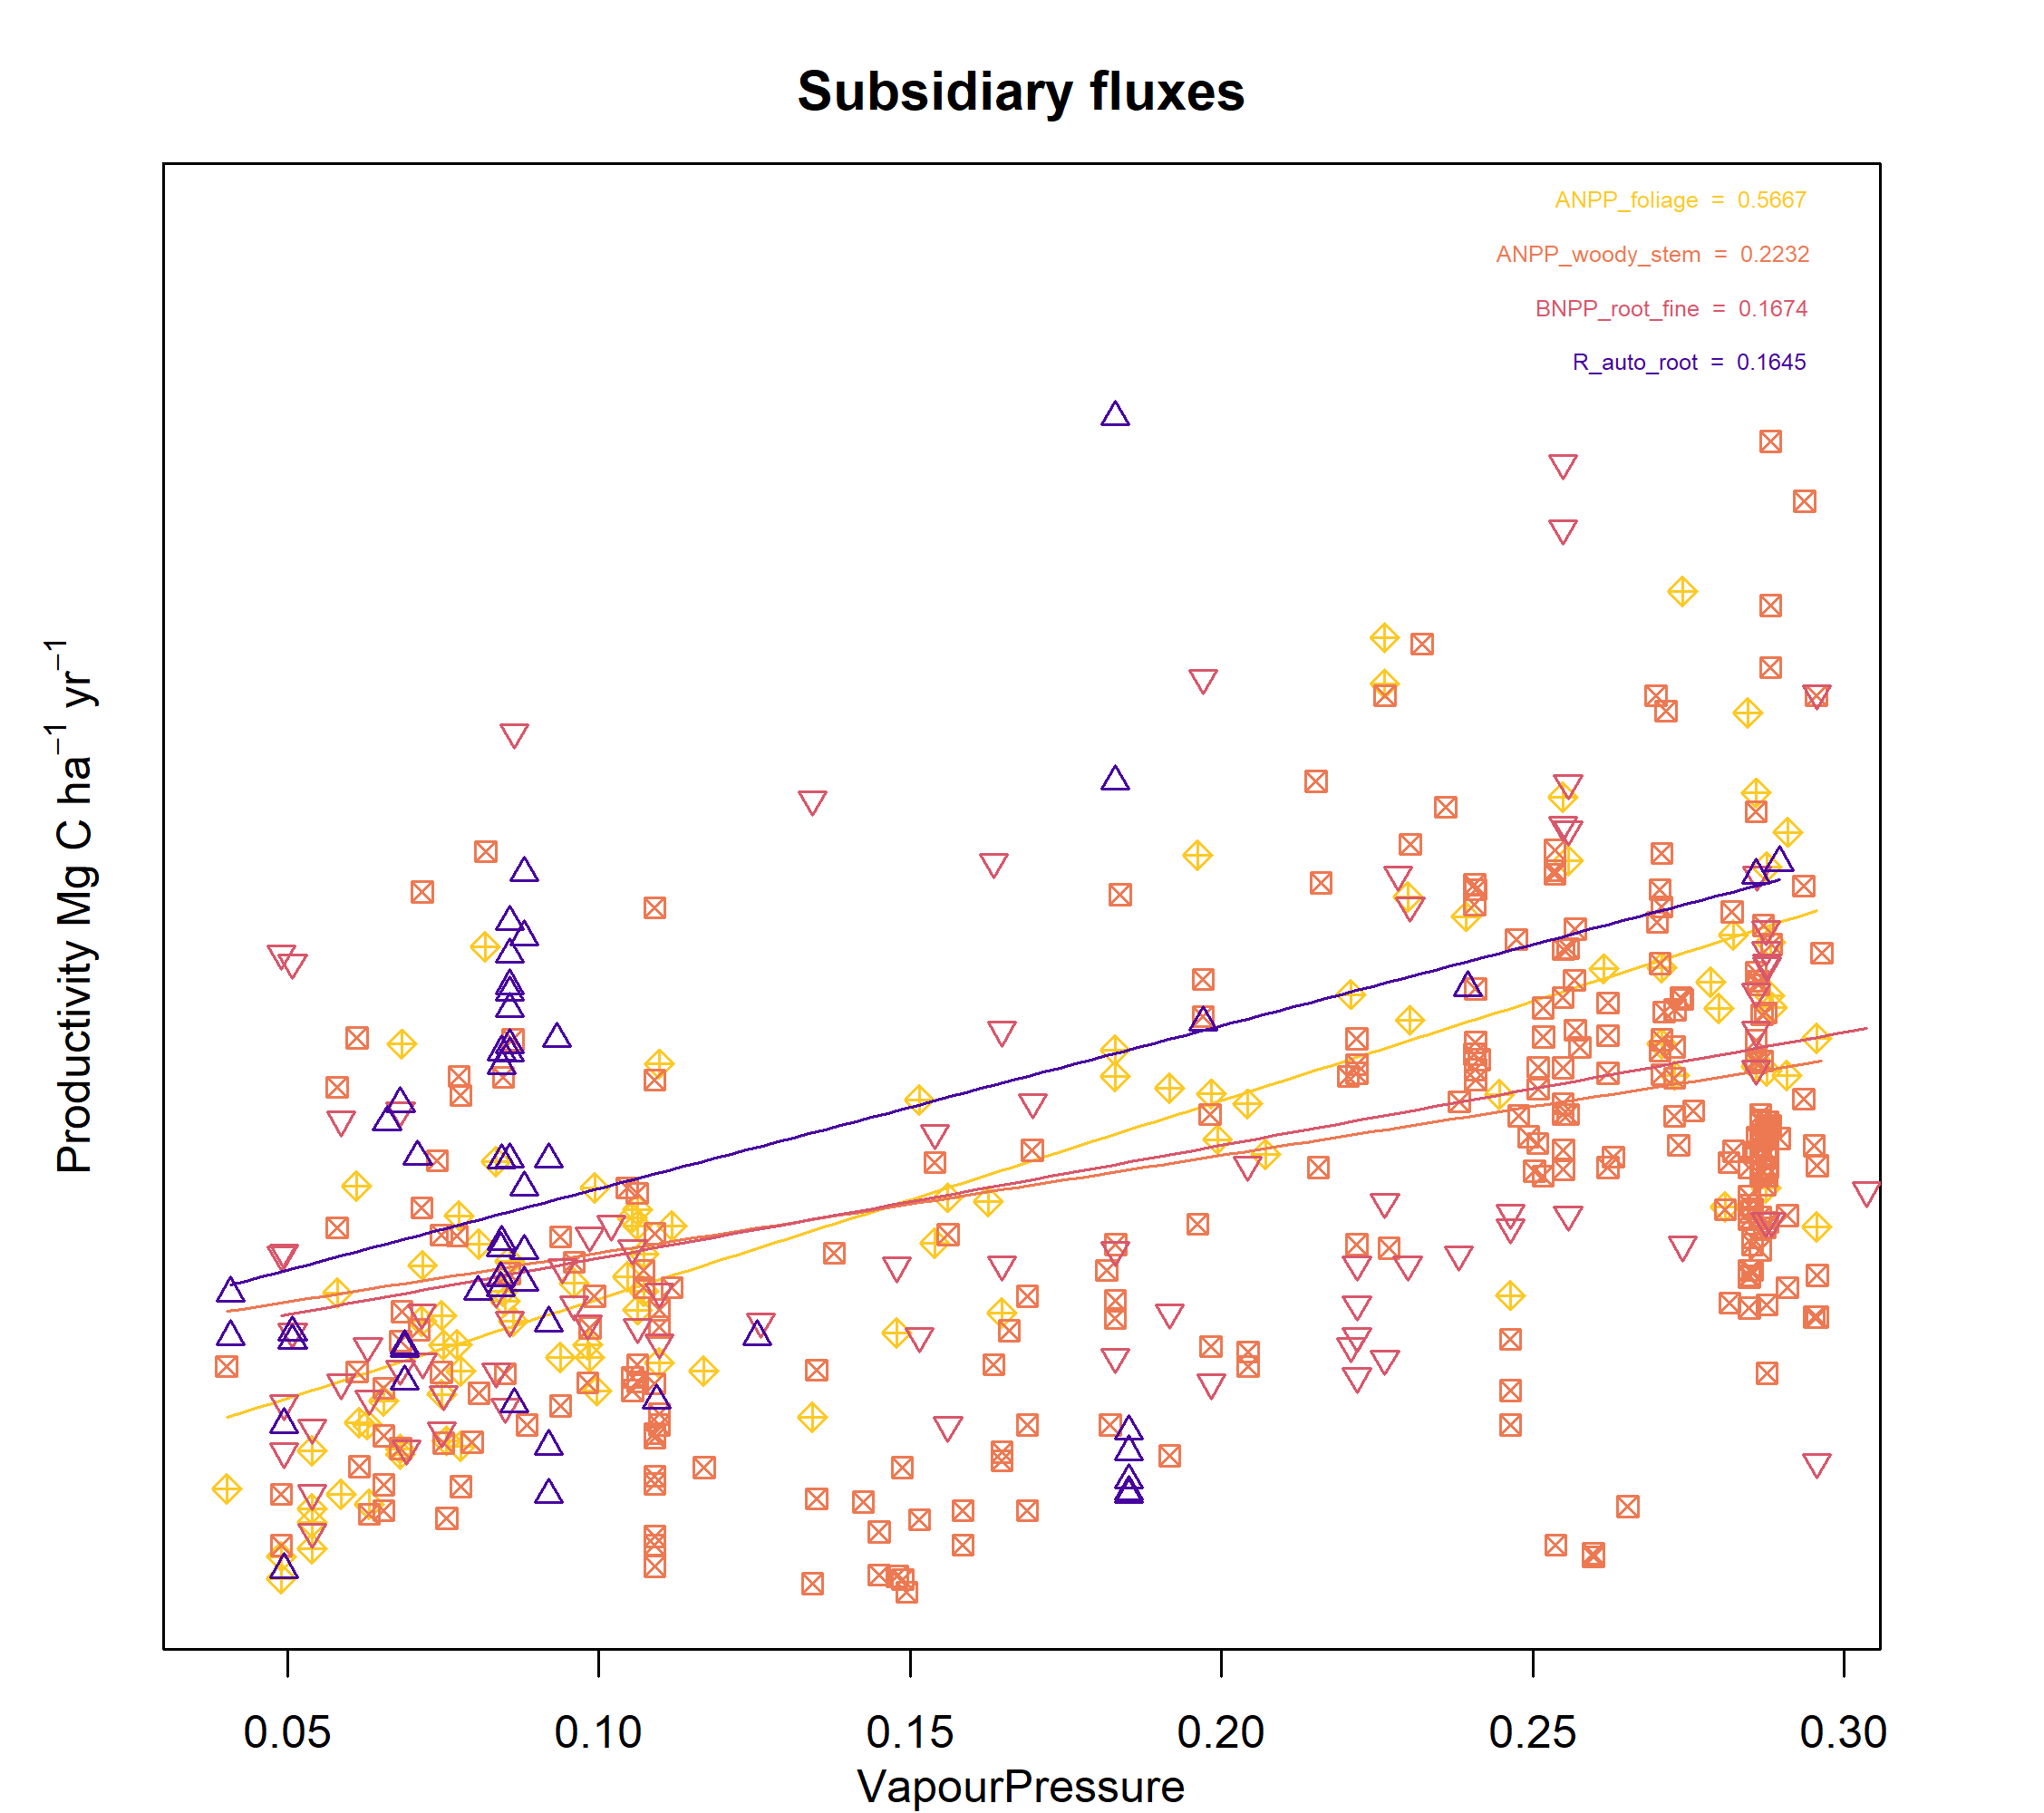 Subsidiary fluxes
ANPP_foliage = 0.5667
ANPP_woody_stem = 0.2232
BNPP_root_fine = 0.1674
R_auto_root = 0.1645
Productivity Mg C ha⁻¹ yr⁻¹
0.05 0.10 0.15 0.20 0.25 0.30
VapourPressure